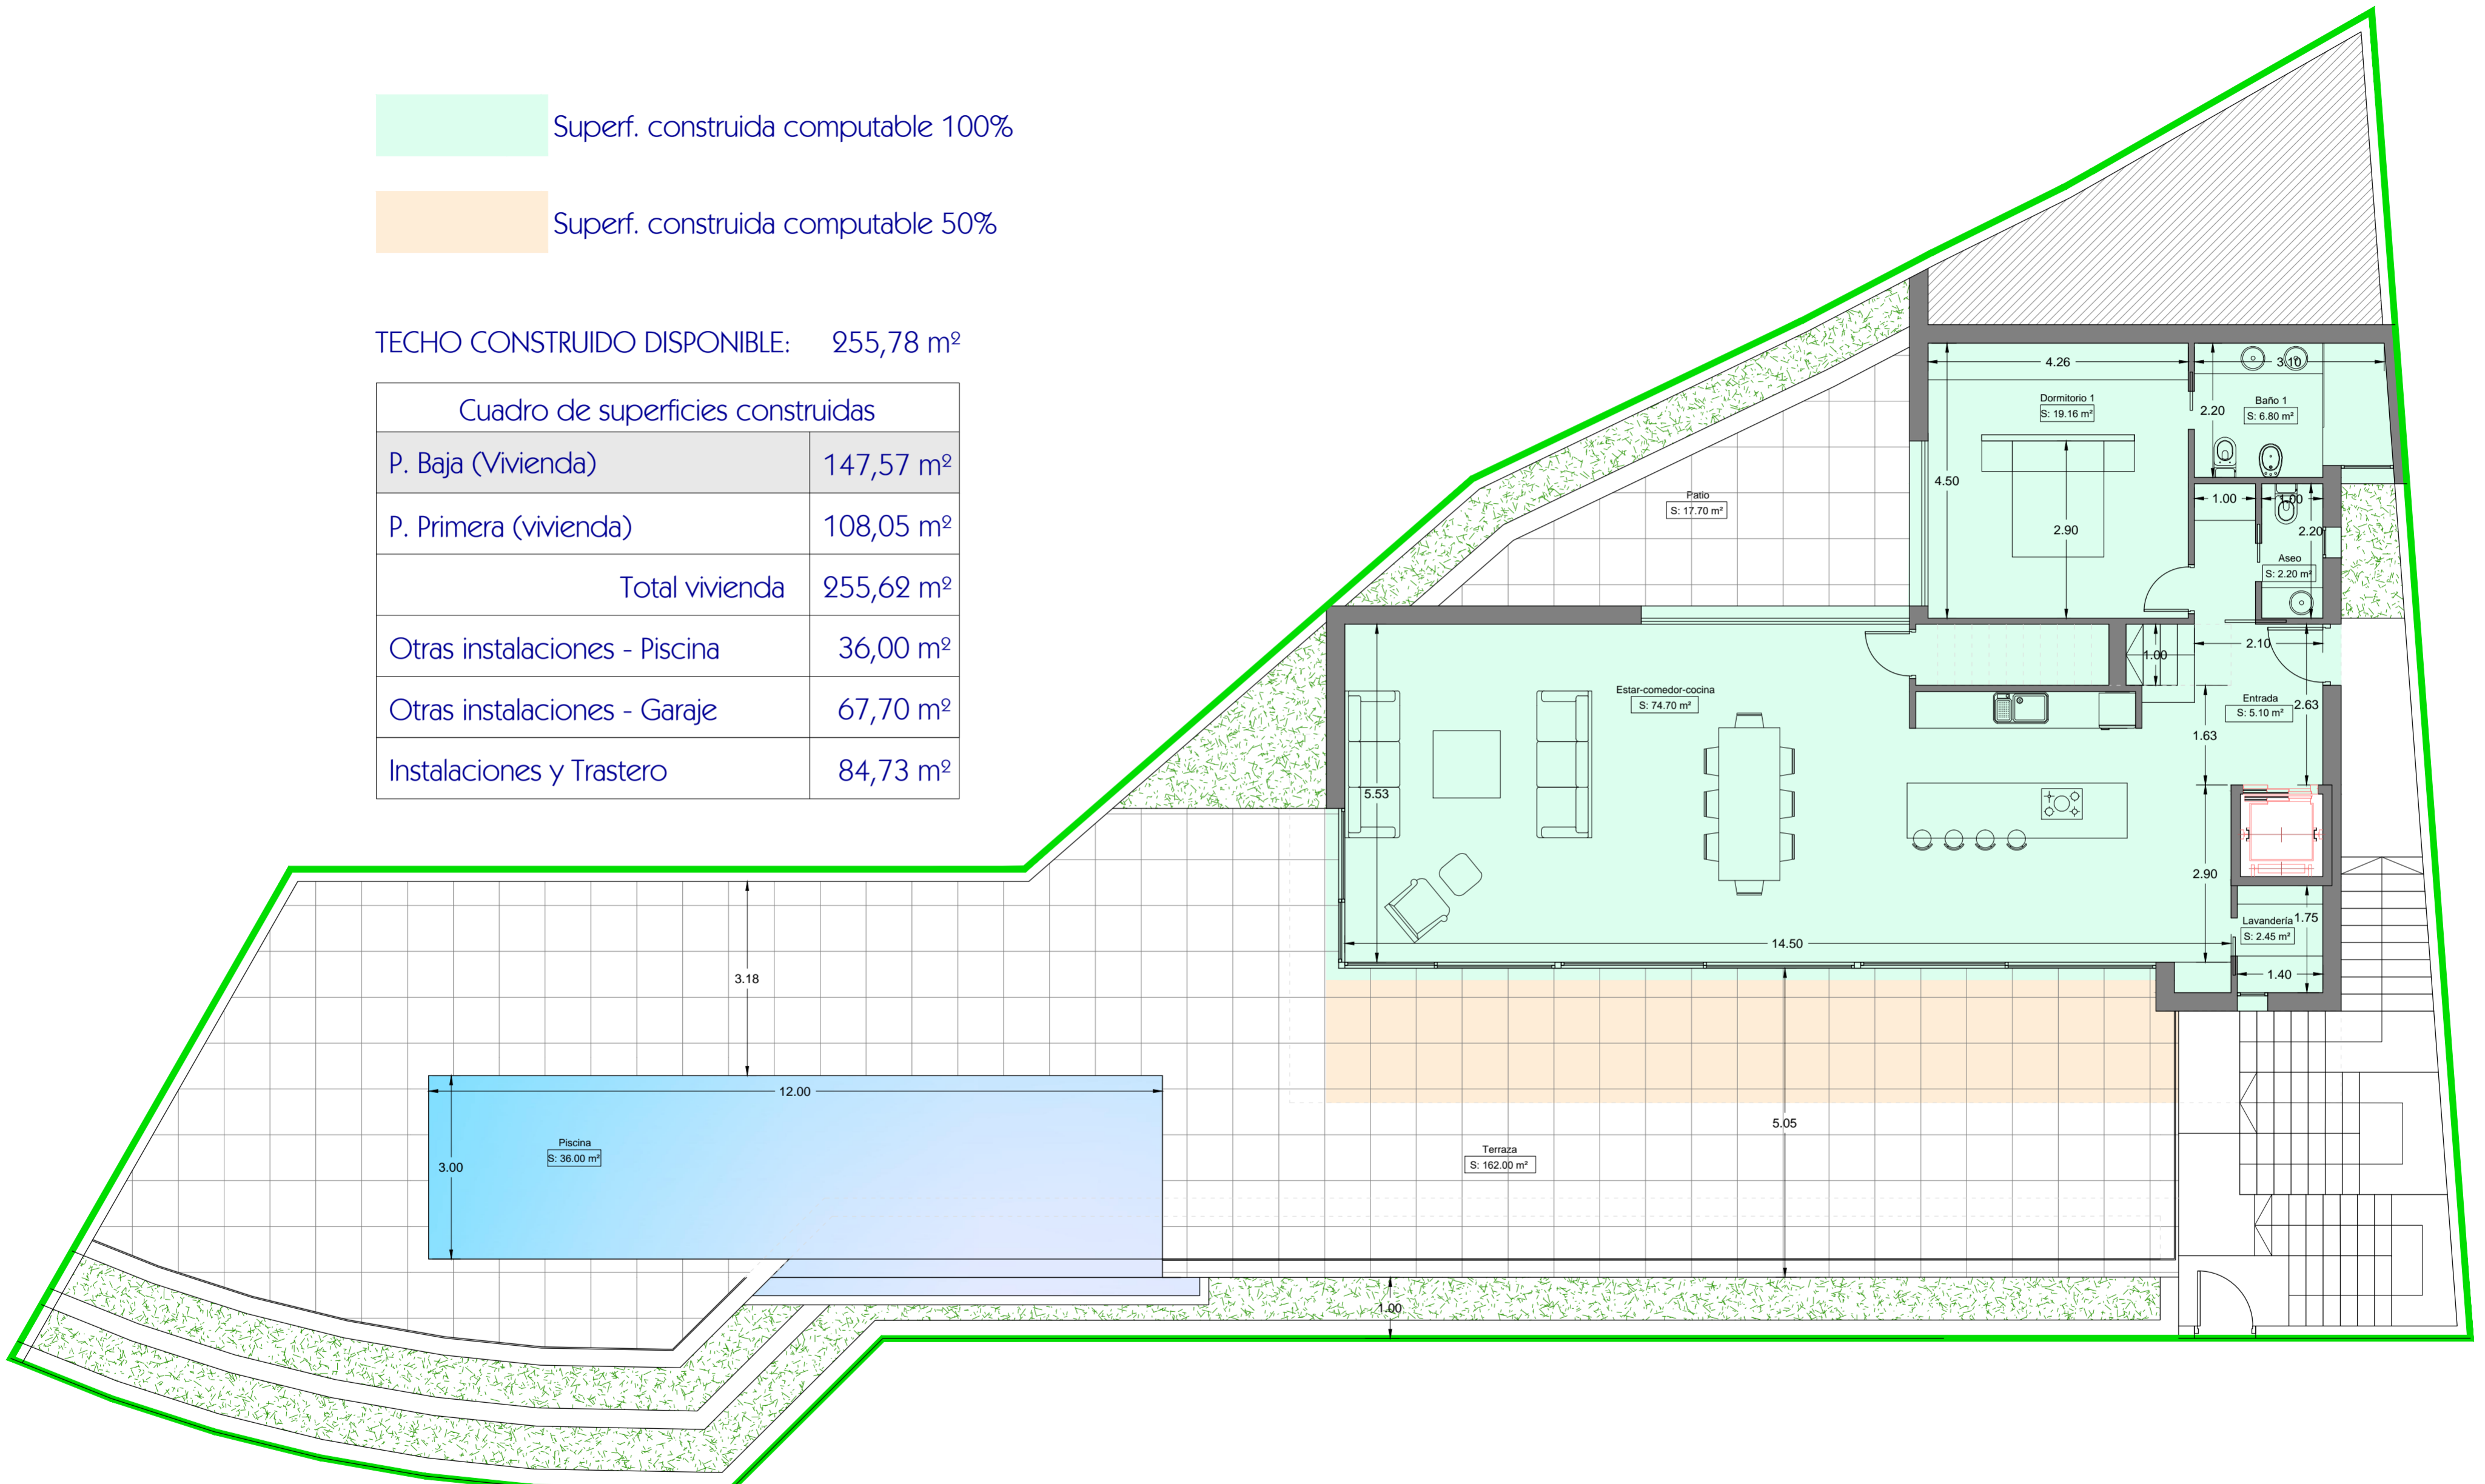 Superf. construida computable 100%
Superf. construida computable 50%
TECHO CONSTRUIDO DISPONIBLE: 255,78 m²
Cuadro de superficies construidas
P. Baja (Vivienda) 147,57 m²
P. Primera (vivienda) 108,05 m²
Total vivienda 255,62 m²
Otras instalaciones - Piscina 36,00 m²
Otras instalaciones - Garaje 67,70 m²
Instalaciones y Trastero 84,73 m²
4.26
3.10
Dormitorio 1
S: 19.16 m²
2.20
Baño 1
S: 6.80 m²
4.50
2.90
1.00
1.00
2.20
Aseo
S: 2.20 m²
Patio
S: 17.70 m²
1.00
2.10
Estar-comedor-cocina
S: 74.70 m²
Entrada
S: 5.10 m²
2.63
1.63
5.53
2.90
Lavandería
S: 2.45 m²
1.75
1.40
14.50
3.18
12.00
3.00
Piscina
S: 36.00 m²
5.05
Terraza
S: 162.00 m²
1.00